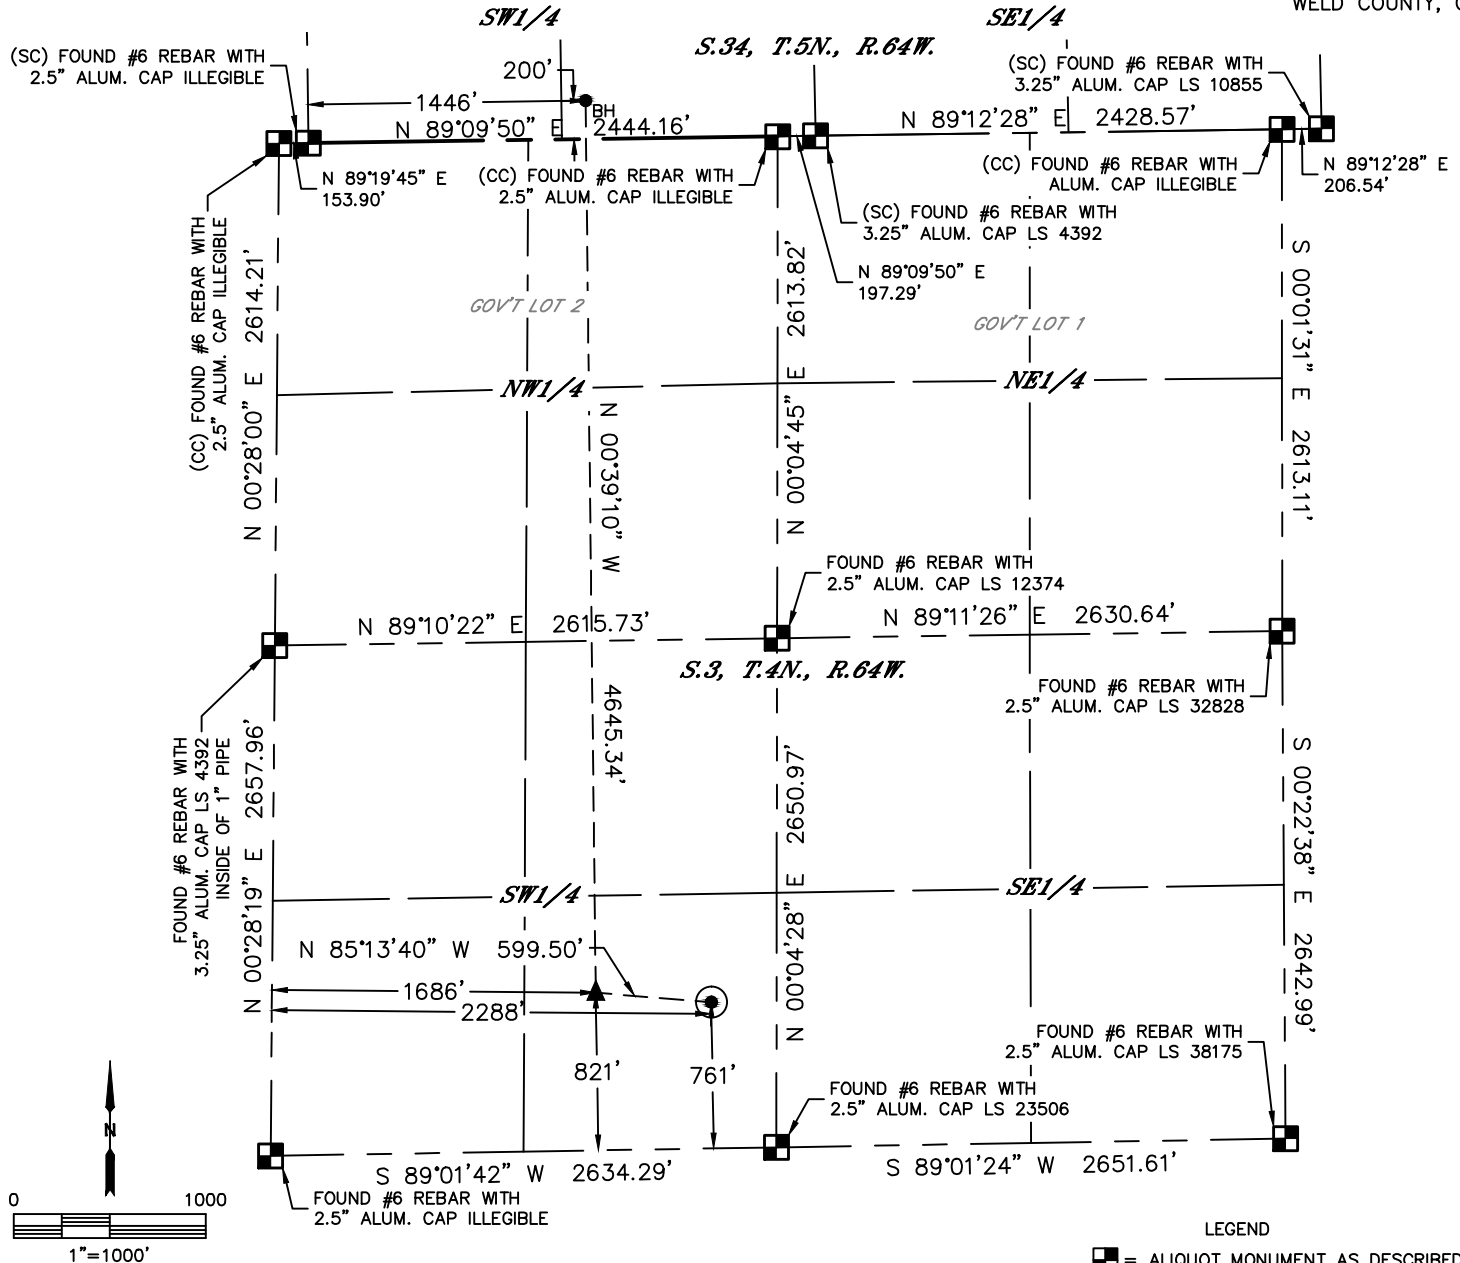 WELD COUNTY,
SW1/4
SE1/4
S.34, T.5N., R.64W.
(SC) FOUND #6 REBAR WITH
2.5" ALUM. CAP ILLEGIBLE
200'
(SC) FOUND #6 REBAR WITH
3.25" ALUM. CAP LS 10855
1446'
BH
N 89°09'50" E 2444.16'
N 89°12'28" E 2428.57'
N 89°19'45" E
153.90'
(CC) FOUND #6 REBAR WITH
2.5" ALUM. CAP ILLEGIBLE
(CC) FOUND #6 REBAR WITH
ALUM. CAP ILLEGIBLE
N 89°12'28" E
206.54'
(SC) FOUND #6 REBAR WITH
3.25" ALUM. CAP LS 4392
N 89°09'50" E
197.29'
(CC) FOUND #6 REBAR WITH
2.5" ALUM. CAP ILLEGIBLE
N 00°28'00" E 2614.21'
GOV'T LOT 2
N 00°04'45" E 2613.82'
GOV'T LOT 1
S 00°01'31" E 2613.11'
NW1/4
NE1/4
N 00°39'10" W 4645.34'
FOUND #6 REBAR WITH
2.5" ALUM. CAP LS 12374
N 89°10'22" E 2615.73'
N 89°11'26" E 2630.64'
S.3, T.4N., R.64W.
FOUND #6 REBAR WITH
2.5" ALUM. CAP LS 32828
FOUND #6 REBAR WITH
3.25" ALUM. CAP LS 4392
INSIDE OF 1" PIPE
N 00°28'19" E 2657.96'
N 00°04'28" E 2650.97'
S 00°22'38" E 2642.99'
SW1/4
SE1/4
N 85°13'40" W 599.50'
1686'
2288'
821'
761'
FOUND #6 REBAR WITH
2.5" ALUM. CAP LS 38175
FOUND #6 REBAR WITH
2.5" ALUM. CAP LS 23506
N
S 89°01'42" W 2634.29'
S 89°01'24" W 2651.61'
FOUND #6 REBAR WITH
2.5" ALUM. CAP ILLEGIBLE
0 1000
1"=1000'
LEGEND
= ALIQUOT MONUMENT AS DESCRIBED